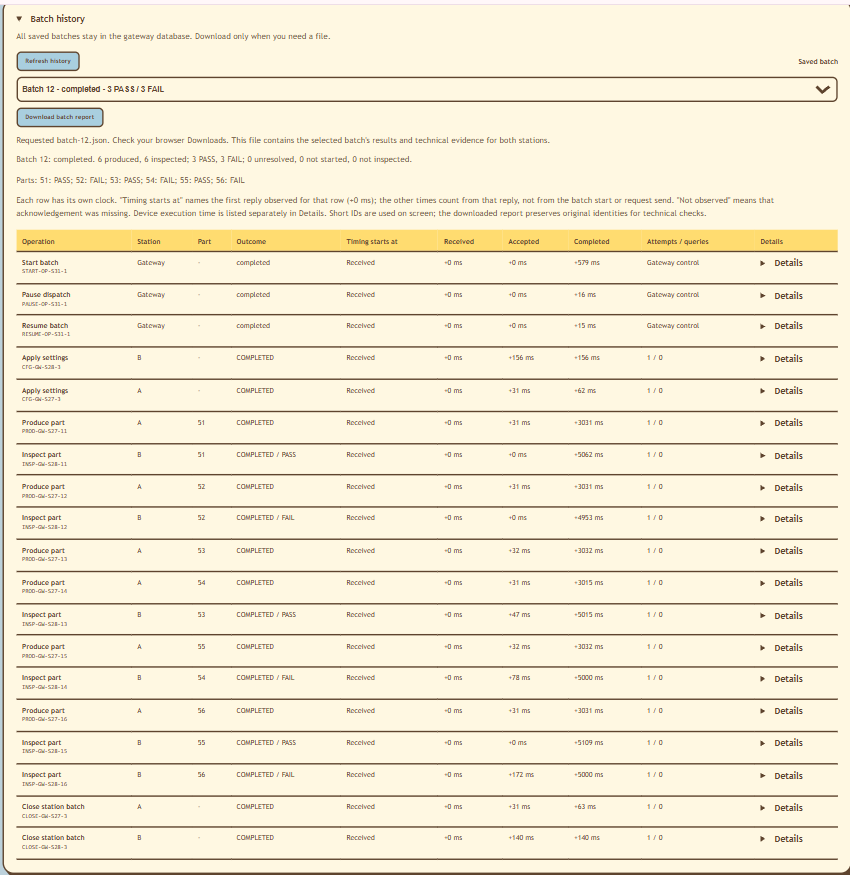 ▼ Batch history
All saved batches stay in the gateway database. Download only when you need a file.
Refresh history
Saved batch
Batch 12 - completed - 3 PASS / 3 FAIL
Download batch report
Requested batch-12.json. Check your browser Downloads. This file contains the selected batch's results and technical evidence for both stations.
Batch 12: completed. 6 produced, 6 inspected; 3 PASS, 3 FAIL; 0 unresolved, 0 not started, 0 not inspected.
Parts: 51: PASS; 52: FAIL; 53: PASS; 54: FAIL; 55: PASS; 56: FAIL
Each row has its own clock. "Timing starts at" names the first reply observed for that row (+0 ms); the other times count from that reply, not from the batch start or request send. "Not observed" means that
acknowledgement was missing. Device execution time is listed separately in Details. Short IDs are used on screen; the downloaded report preserves original identities for technical checks.
Operation Station Part Outcome Timing starts at Received Accepted Completed Attempts / queries Details
Start batch Gateway - completed Received +0 ms +0 ms +579 ms Gateway control ▶ Details
START-OP-S31-1
Pause dispatch Gateway - completed Received +0 ms +0 ms +16 ms Gateway control ▶ Details
PAUSE-OP-S31-1
Resume batch Gateway - completed Received +0 ms +0 ms +15 ms Gateway control ▶ Details
RESUME-OP-S31-1
Apply settings B - COMPLETED Received +0 ms +156 ms +156 ms 1 / 0 ▶ Details
CFG-GW-S28-3
Apply settings A - COMPLETED Received +0 ms +31 ms +62 ms 1 / 0 ▶ Details
CFG-GW-S27-3
Produce part A 51 COMPLETED Received +0 ms +31 ms +3031 ms 1 / 0 ▶ Details
PROD-GW-S27-11
Inspect part B 51 COMPLETED / PASS Received +0 ms +0 ms +5062 ms 1 / 0 ▶ Details
INSP-GW-S28-11
Produce part A 52 COMPLETED Received +0 ms +31 ms +3031 ms 1 / 0 ▶ Details
PROD-GW-S27-12
Inspect part B 52 COMPLETED / FAIL Received +0 ms +0 ms +4953 ms 1 / 0 ▶ Details
INSP-GW-S28-12
Produce part A 53 COMPLETED Received +0 ms +32 ms +3032 ms 1 / 0 ▶ Details
PROD-GW-S27-13
Produce part A 54 COMPLETED Received +0 ms +31 ms +3015 ms 1 / 0 ▶ Details
PROD-GW-S27-14
Inspect part B 53 COMPLETED / PASS Received +0 ms +47 ms +5015 ms 1 / 0 ▶ Details
INSP-GW-S28-13
Produce part A 55 COMPLETED Received +0 ms +32 ms +3032 ms 1 / 0 ▶ Details
PROD-GW-S27-15
Inspect part B 54 COMPLETED / FAIL Received +0 ms +78 ms +5000 ms 1 / 0 ▶ Details
INSP-GW-S28-14
Produce part A 56 COMPLETED Received +0 ms +31 ms +3031 ms 1 / 0 ▶ Details
PROD-GW-S27-16
Inspect part B 55 COMPLETED / PASS Received +0 ms +0 ms +5109 ms 1 / 0 ▶ Details
INSP-GW-S28-15
Inspect part B 56 COMPLETED / FAIL Received +0 ms +172 ms +5000 ms 1 / 0 ▶ Details
INSP-GW-S28-16
Close station batch A - COMPLETED Received +0 ms +31 ms +63 ms 1 / 0 ▶ Details
CLOSE-GW-S27-3
Close station batch B - COMPLETED Received +0 ms +140 ms +140 ms 1 / 0 ▶ Details
CLOSE-GW-S28-3